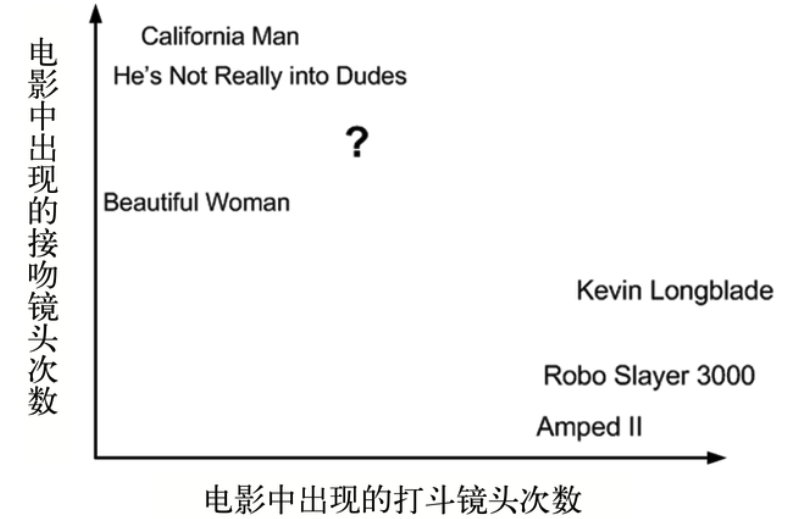 电影中出现的接吻镜头次数
California Man
He's Not Really into Dudes
?
Beautiful Woman
Kevin Longblade
Robo Slayer 3000
Amped II
电影中出现的打斗镜头次数